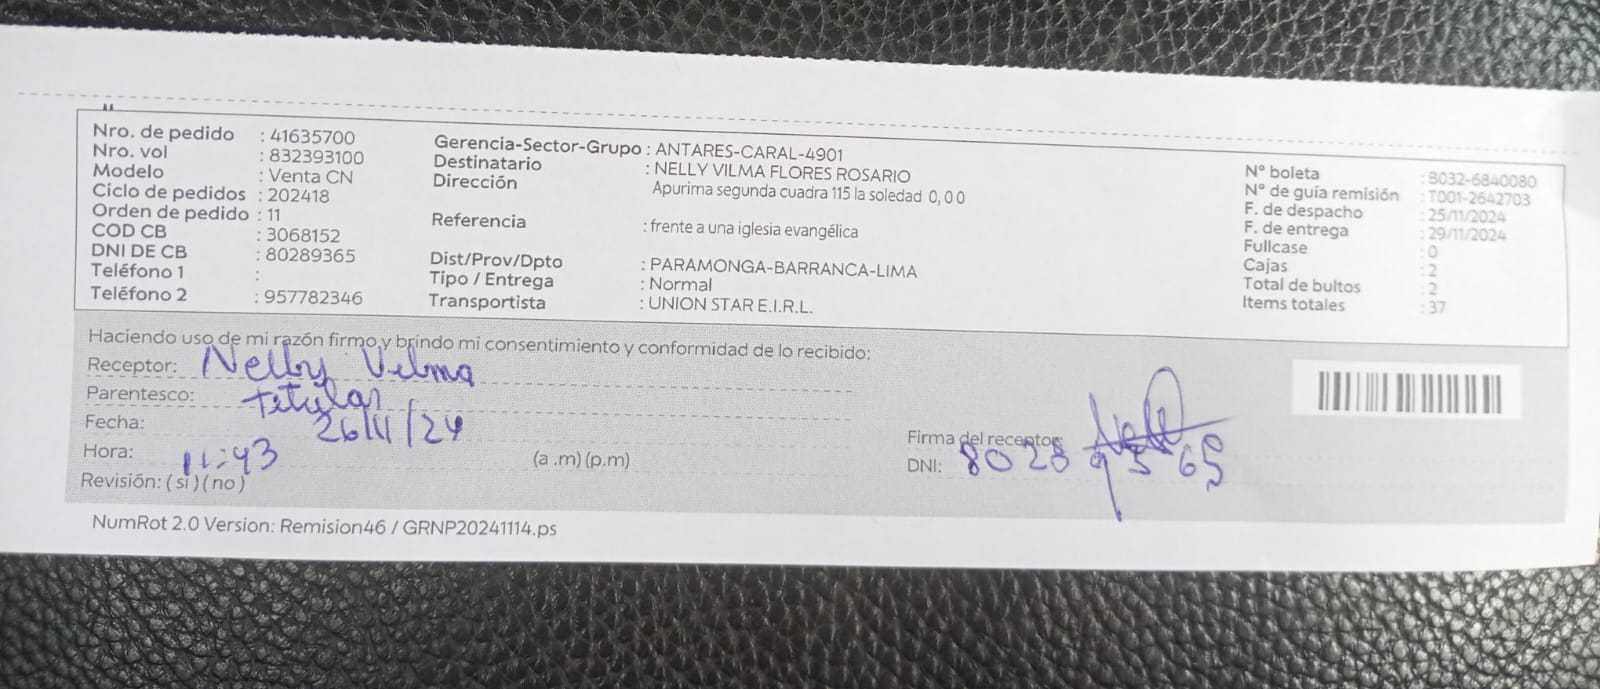 Nro. de pedido : 41635700
Nro. vol : 832393100
Modelo : Venta CN
Ciclo de pedidos : 202418
Orden de pedido : 11
COD CB : 3068152
DNI DE CB : 80289365
Teléfono 1 :
Teléfono 2 : 957782346
Gerencia-Sector-Grupo : ANTARES-CARAL-4901
Destinatario : NELLY VILMA FLORES ROSARIO
Dirección Apurima segunda cuadra 115 la soledad 0,00
Referencia : frente a una iglesia evangélica
Dist/Prov/Dpto : PARAMONGA-BARRANCA-LIMA
Tipo / Entrega : Normal
Transportista : UNION STAR E.I.R.L.
N° boleta : B032-6840080
N° de guía remisión : T001-2642703
F. de despacho : 25/11/2024
F. de entrega : 29/11/2024
Fullcase : 0
Cajas : 2
Total de bultos : 2
Items totales : 37
Haciendo uso de mi razón firmo y brindo mi consentimiento y conformidad de lo recibido:
Receptor: Nelly Vilma
Parentesco: titular
Fecha: 26/11/24
Hora: 11:43 (a .m) (p.m)
Revisión: ( si ) ( no )
Firma del receptor:
DNI: 80289365
NumRot 2.0 Version: Remision46 / GRNP20241114.ps